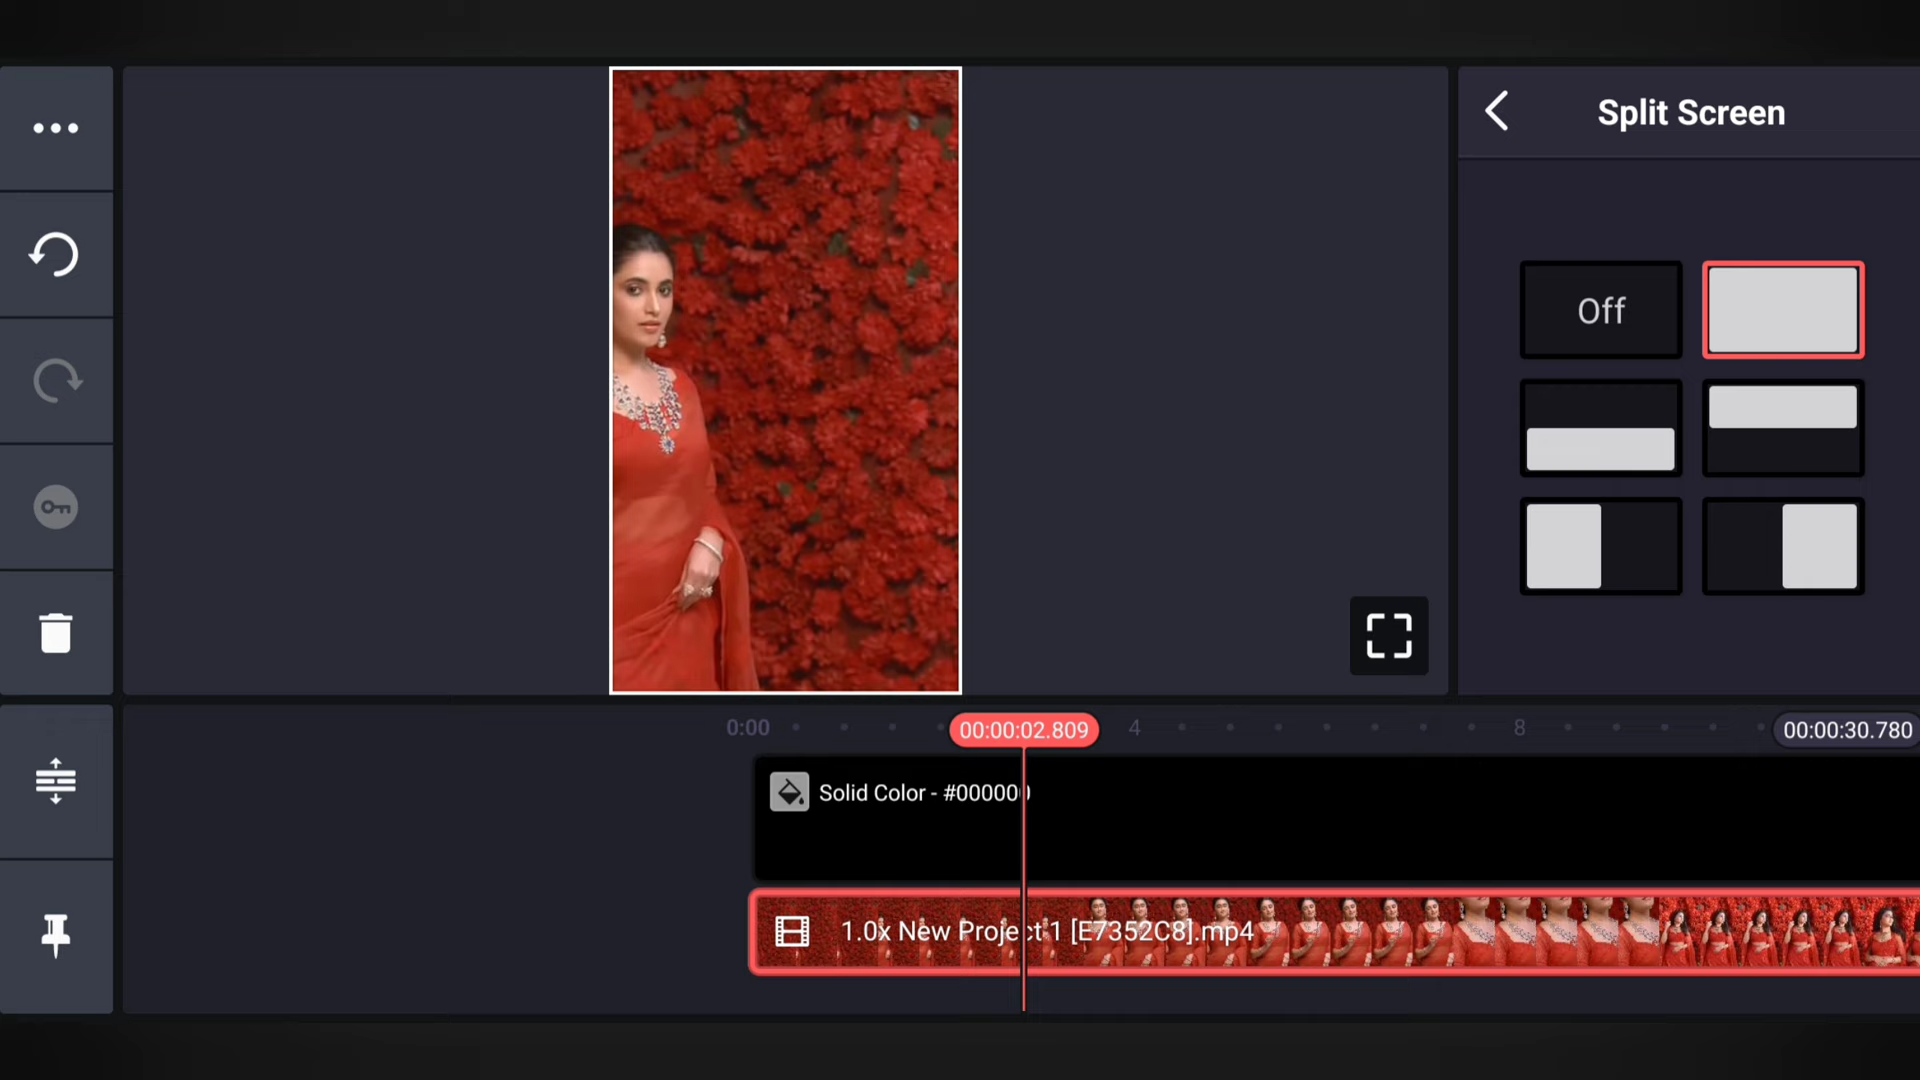 Split Screen
Off
0:00
00:00:02.809
4
8
00:00:30.780
Solid Color - #000000
1.0x New Project 1 [E7352C8].mp4